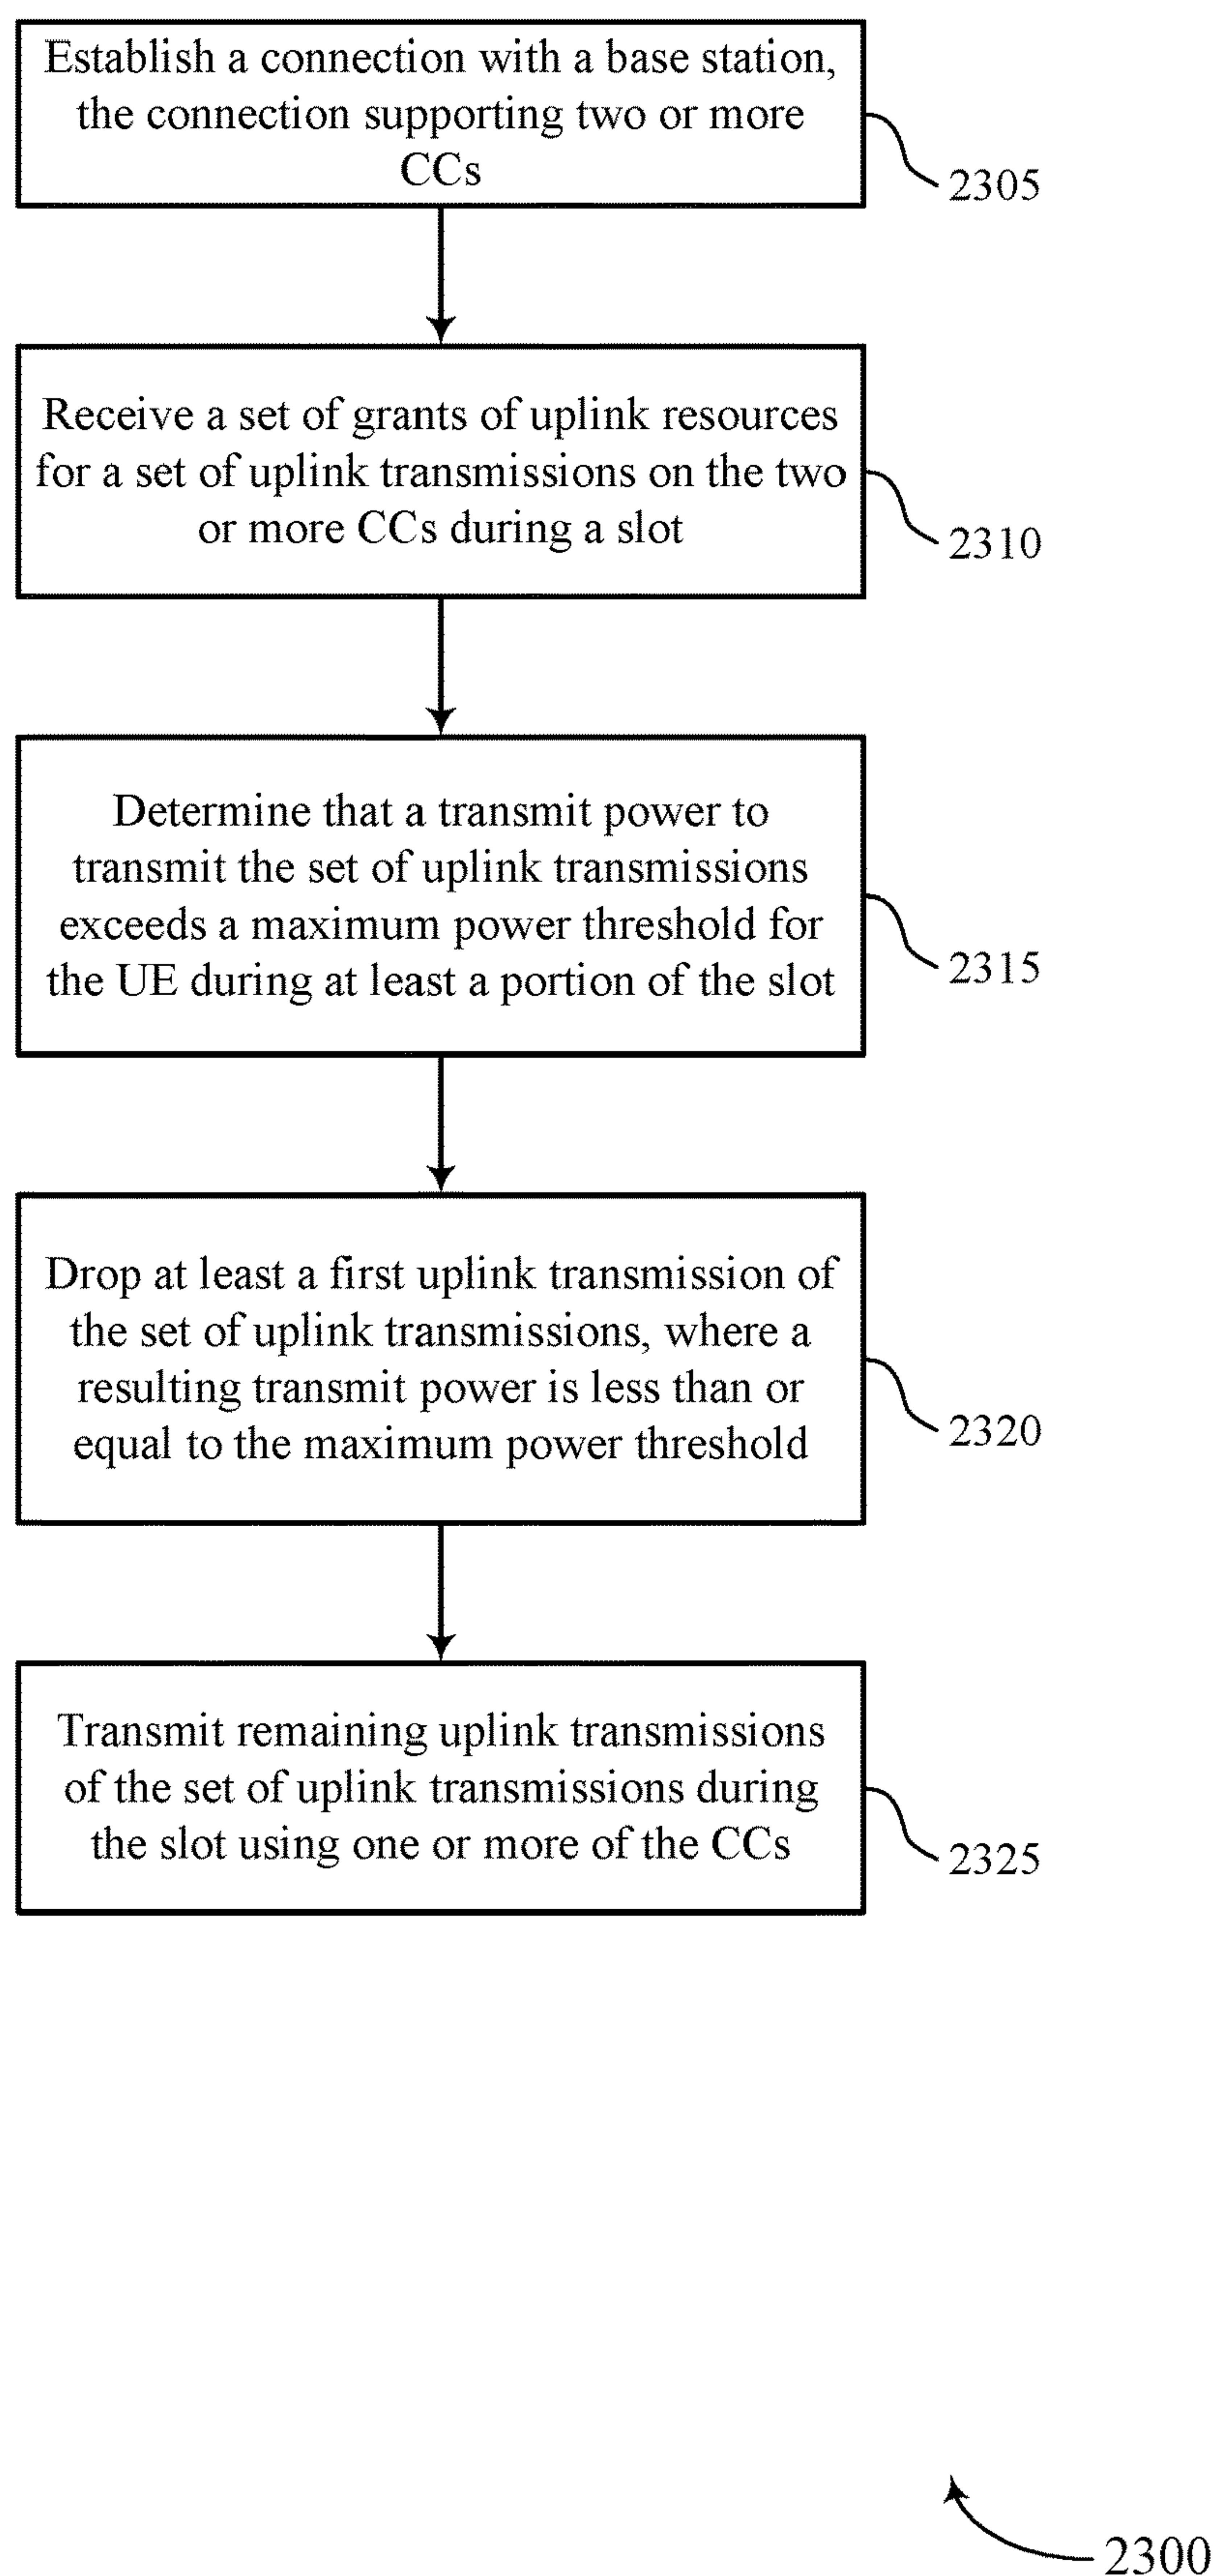 Establish a connection with a base station,
the connection supporting two or more
CCs
2305
Receive a set of grants of uplink resources
for a set of uplink transmissions on the two
or more CCs during a slot
2310
Determine that a transmit power to
transmit the set of uplink transmissions
exceeds a maximum power threshold for
the UE during at least a portion of the slot
2315
Drop at least a first uplink transmission of
the set of uplink transmissions, where a
resulting transmit power is less than or
equal to the maximum power threshold
2320
Transmit remaining uplink transmissions
of the set of uplink transmissions during
the slot using one or more of the CCs
2325
2300